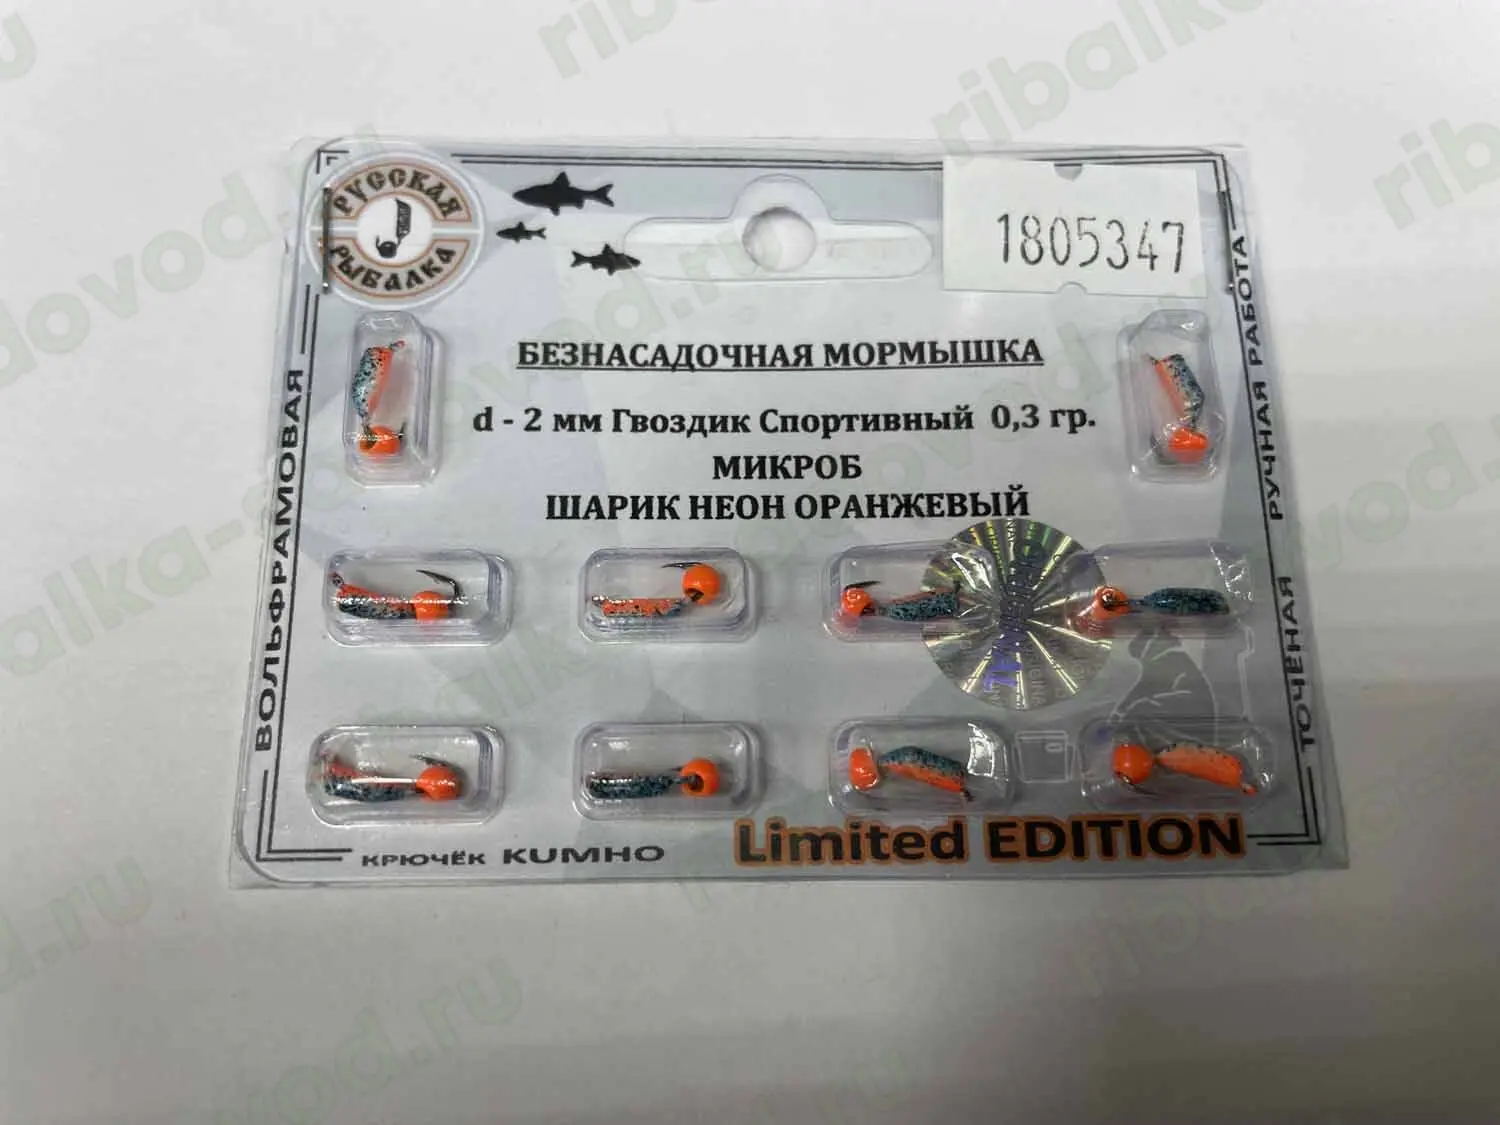 РУССКАЯ
РЫБАЛКА
1805347
БЕЗНАСАДОЧНАЯ МОРМЫШКА
d - 2 мм Гвоздик Спортивный 0,3 гр.
МИКРОБ
ШАРИК НЕОН ОРАНЖЕВЫЙ
ВОЛЬФРАМОВАЯ
ТОЧЁНАЯ РУЧНАЯ РАБОТА
ORIGINAL
КРЮЧЁК KUMHO
Limited EDITION